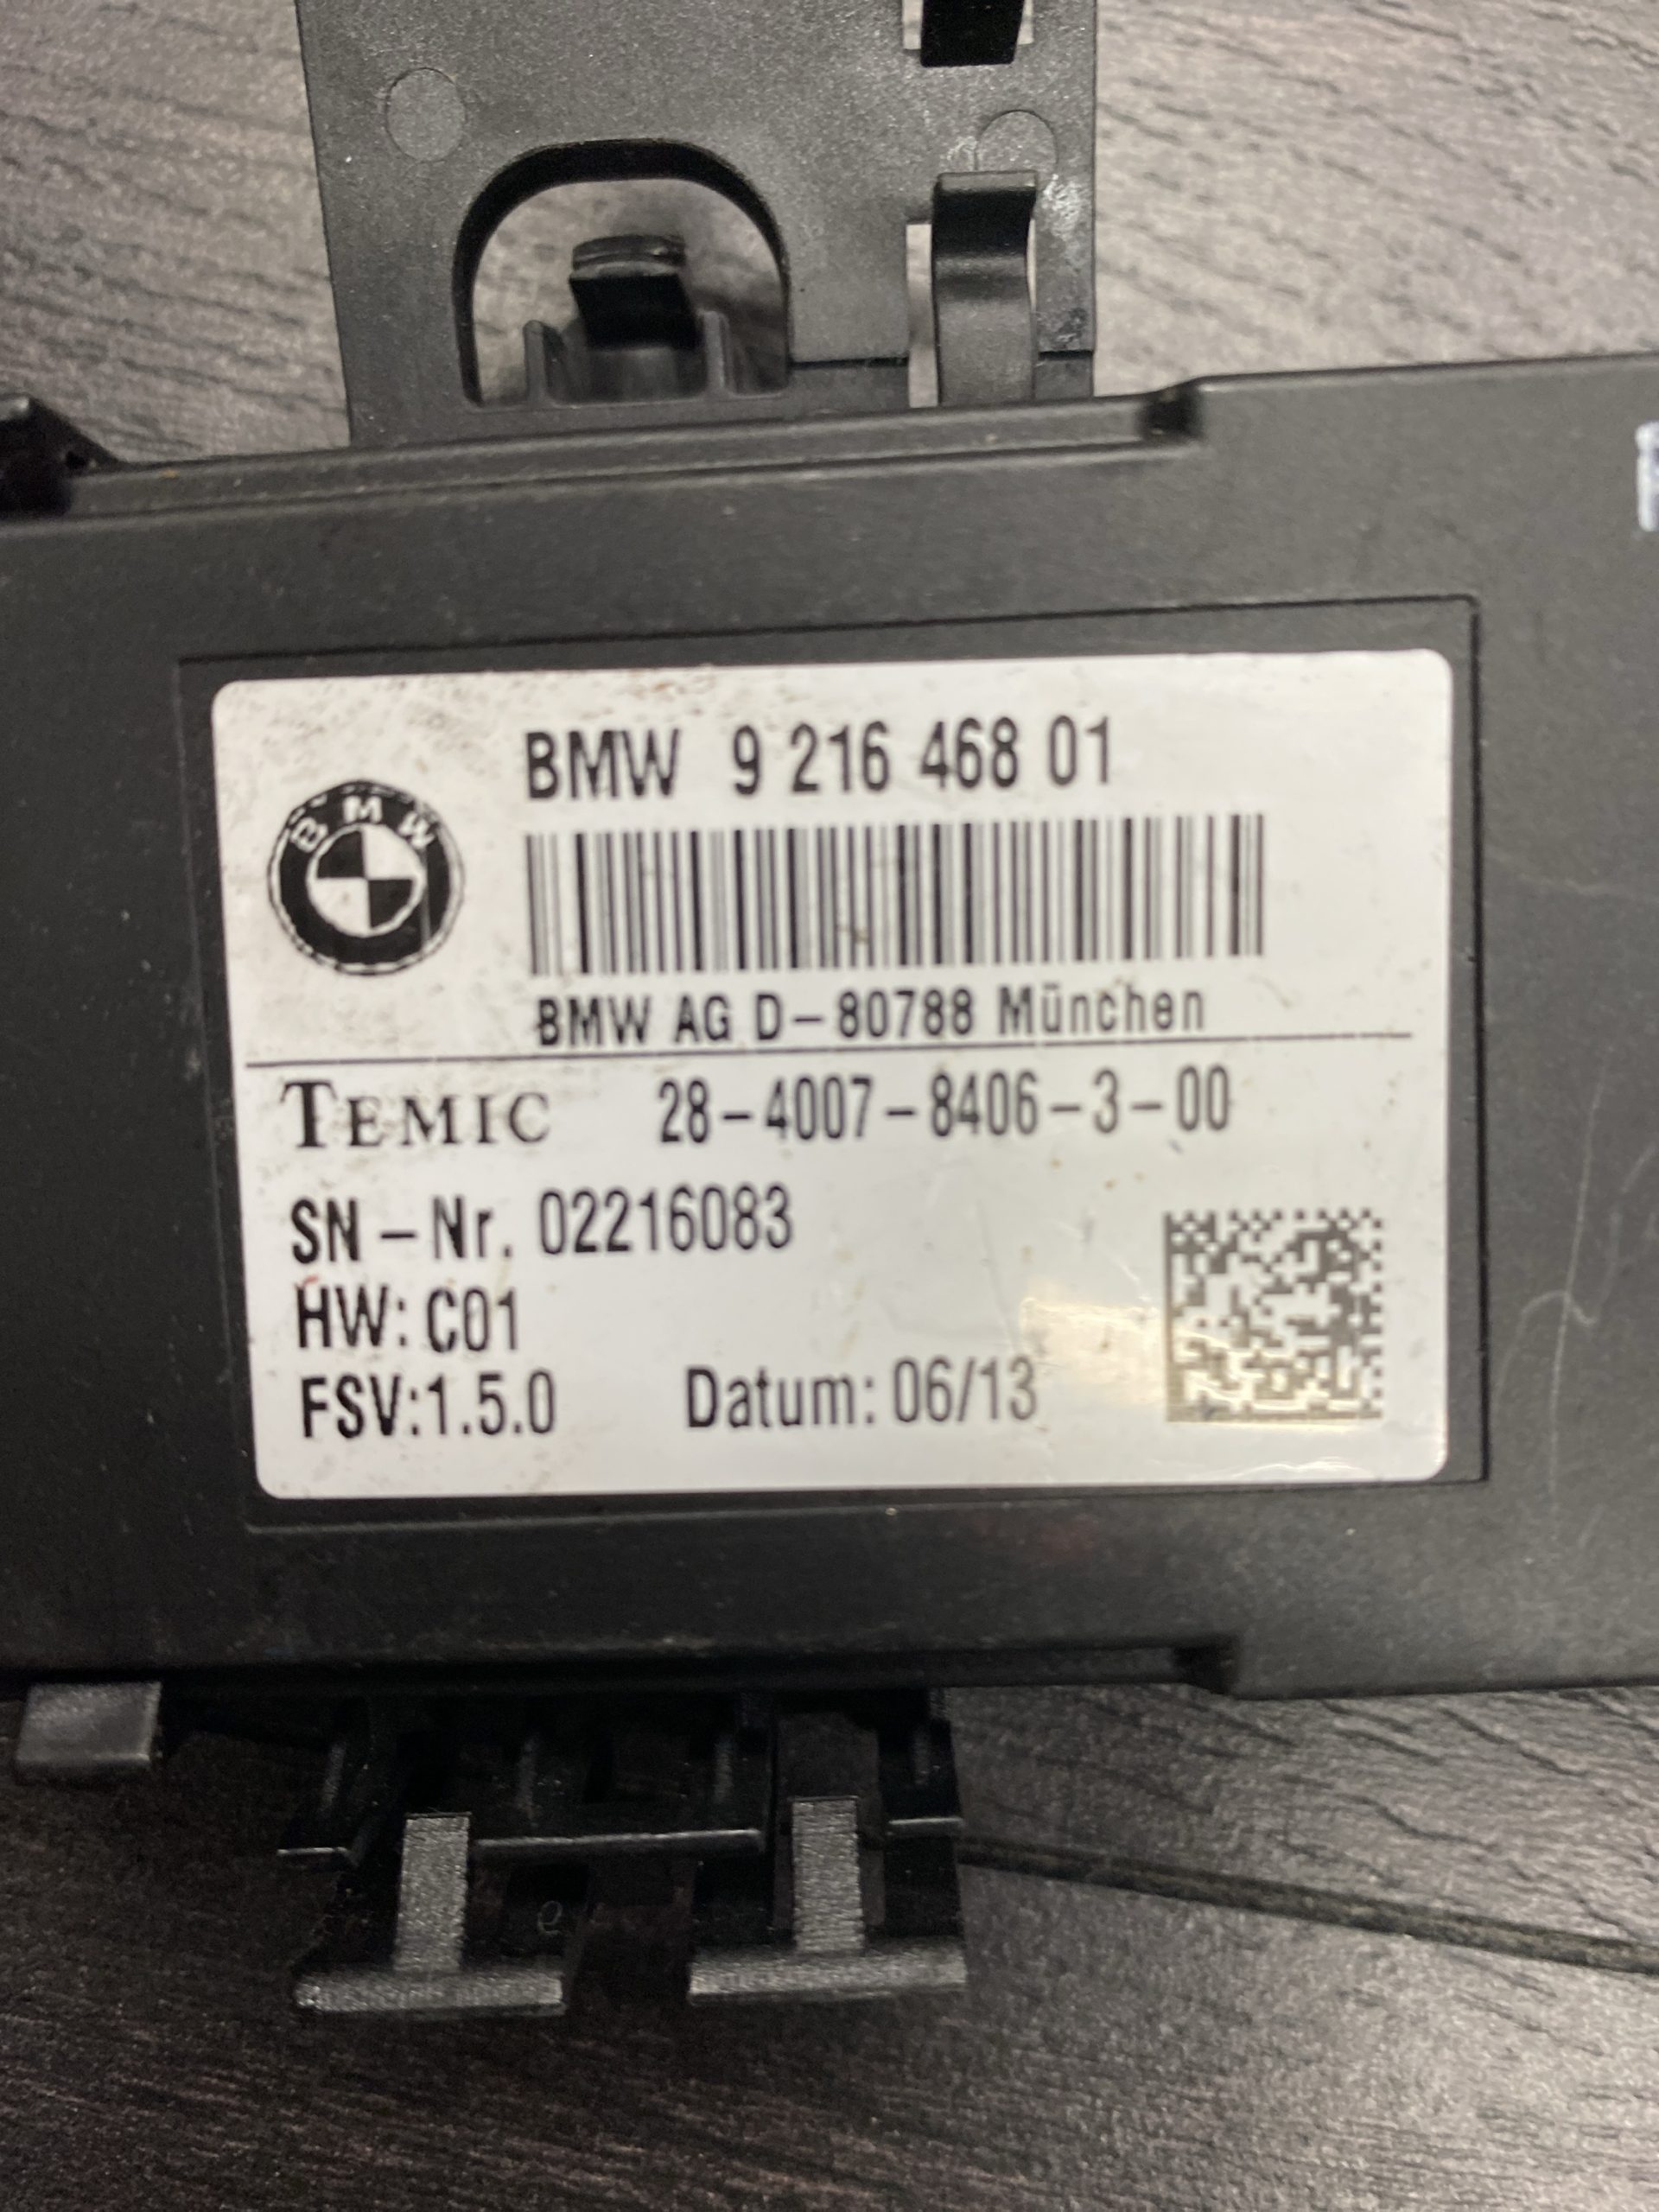 BMW 9 216 468 01
BMW
BMW AG D-80788 München
TEMIC 28-4007-8406-3-00
SN-Nr. 02216083
HW: C01
FSV:1.5.0 Datum: 06/13